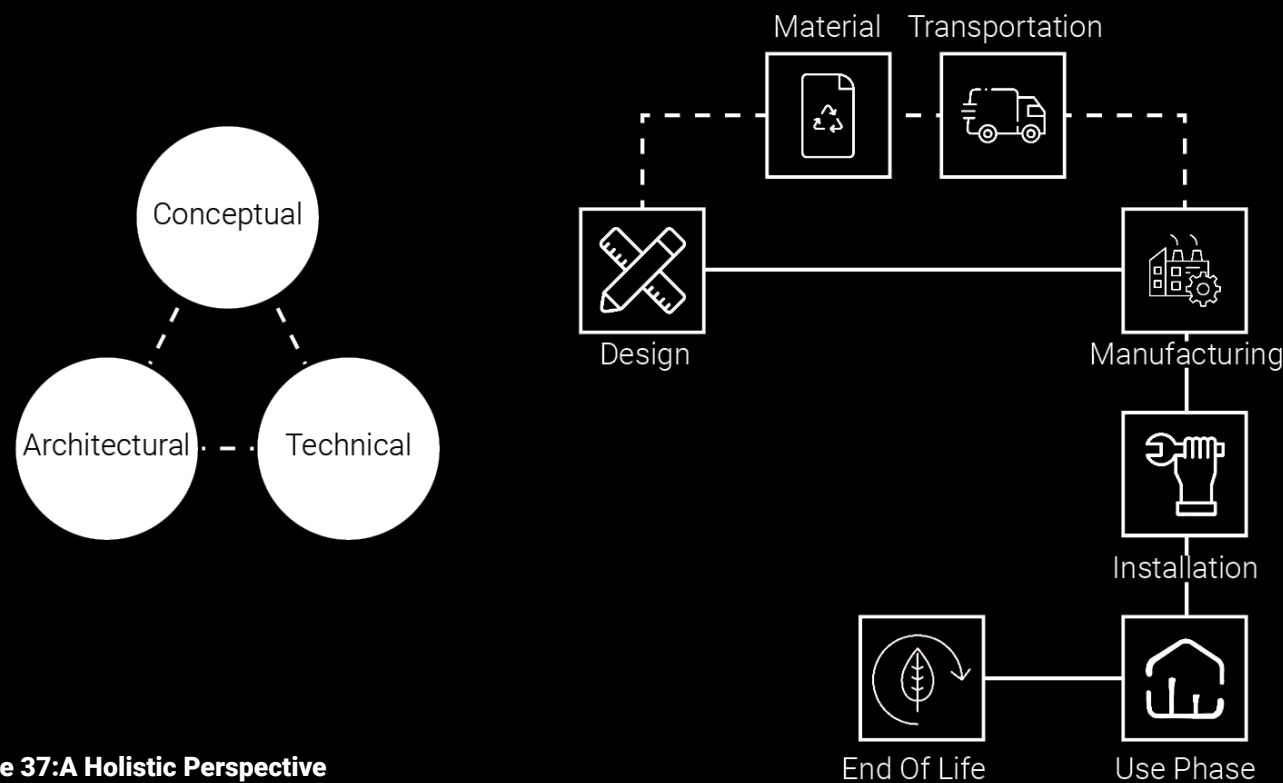 Material Transportation
Conceptual
Design
Manufacturing
Architectural
Technical
Installation
e 37:A Holistic Perspective
End Of Life
Use Phase